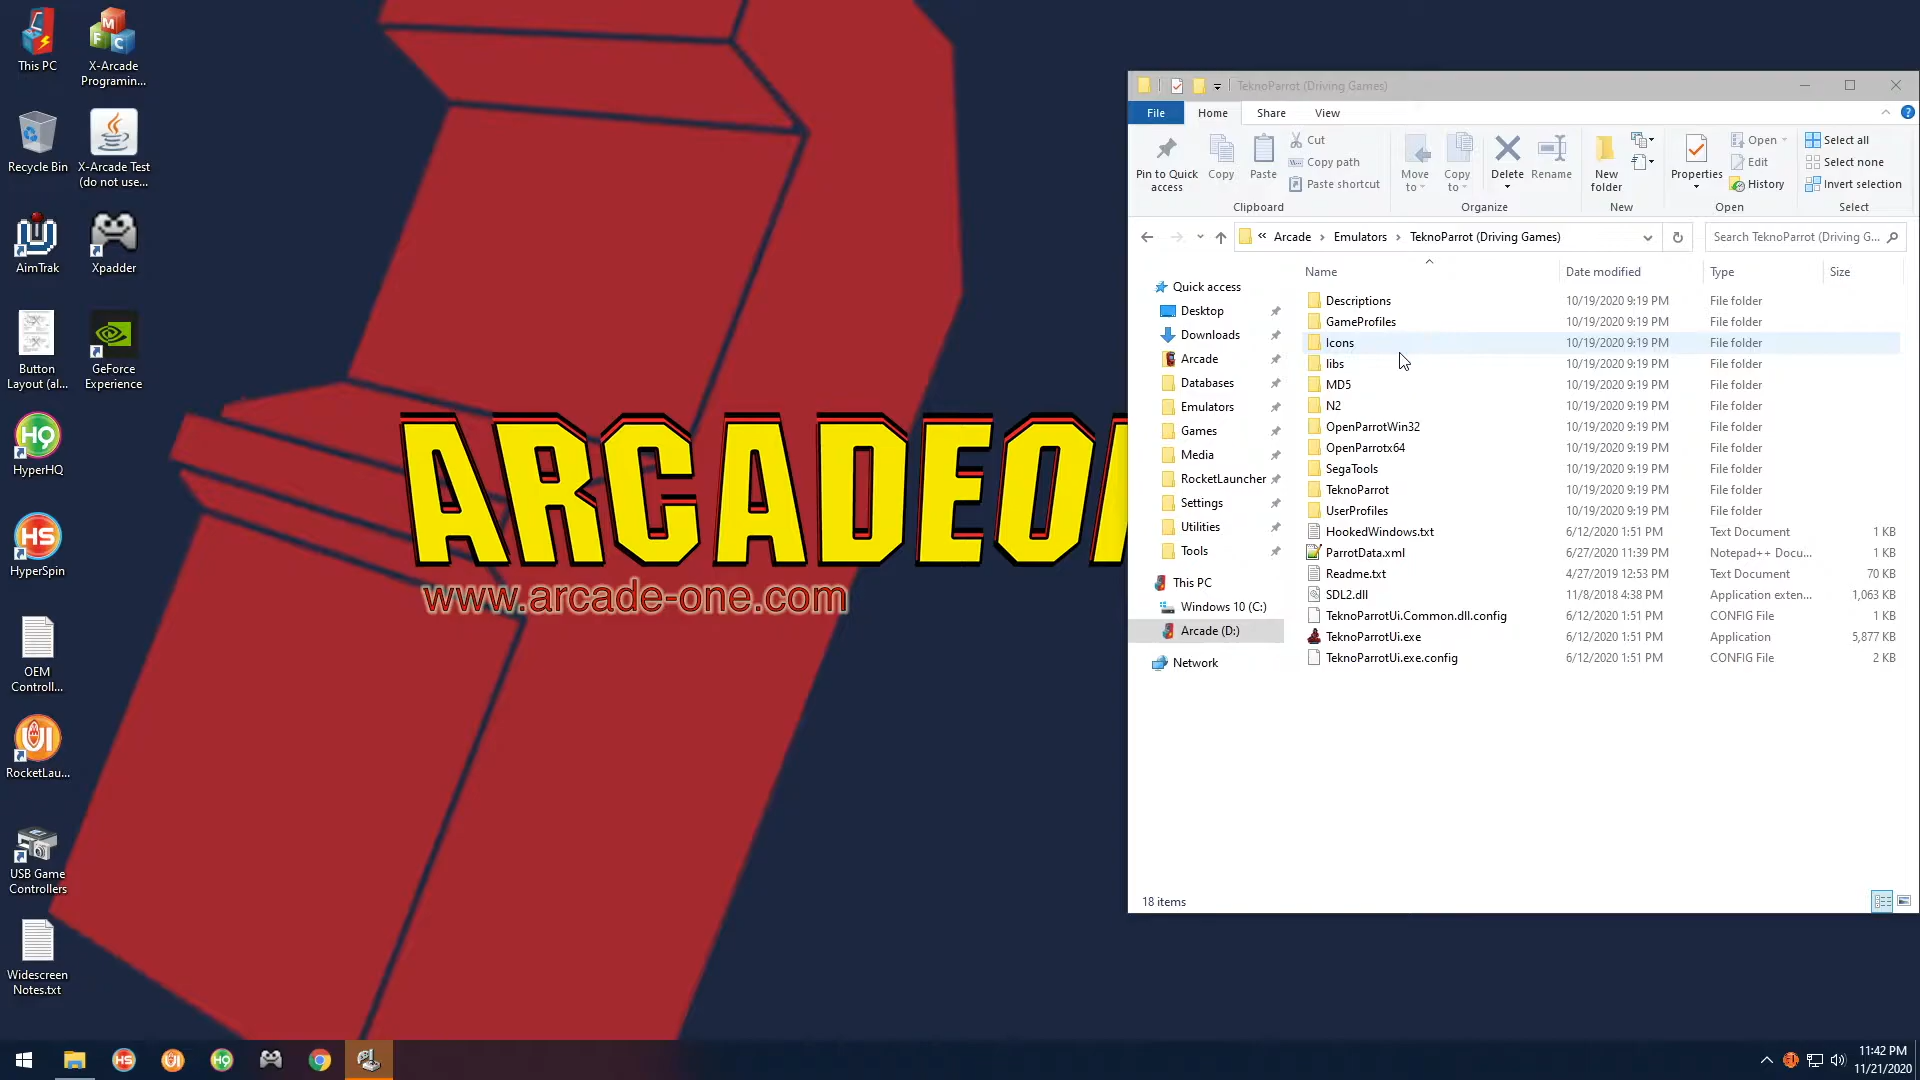 This PC
X-Arcade
Programin...
Recycle Bin
X-Arcade Test
(do not use...
AimTrak
Xpadder
Button
Layout (al...
GeForce
Experience
HyperHQ
HyperSpin
OEM
Controll...
RocketLau...
USB Game
Controllers
Widescreen
Notes.txt
ARCADEO
www.arcade-one.com
TeknoParrot (Driving Games)
File
Home
Share
View
Pin to Quick
access
Copy
Paste
Cut
Copy path
Paste shortcut
Clipboard
Move
to
Copy
to
Delete
Rename
Organize
New
folder
New
Properties
Open
Edit
History
Open
Select all
Select none
Invert selection
Select
« Arcade › Emulators › TeknoParrot (Driving Games)
Search TeknoParrot (Driving G...
Quick access
Desktop
Downloads
Arcade
Databases
Emulators
Games
Media
RocketLauncher
Settings
Utilities
Tools
This PC
Windows 10 (C:)
Arcade (D:)
Network
Name Date modified Type Size
Descriptions 10/19/2020 9:19 PM File folder
GameProfiles 10/19/2020 9:19 PM File folder
Icons 10/19/2020 9:19 PM File folder
libs 10/19/2020 9:19 PM File folder
MD5 10/19/2020 9:19 PM File folder
N2 10/19/2020 9:19 PM File folder
OpenParrotWin32 10/19/2020 9:19 PM File folder
OpenParrotx64 10/19/2020 9:19 PM File folder
SegaTools 10/19/2020 9:19 PM File folder
TeknoParrot 10/19/2020 9:19 PM File folder
UserProfiles 10/19/2020 9:19 PM File folder
HookedWindows.txt 6/12/2020 1:51 PM Text Document 1 KB
ParrotData.xml 6/27/2020 11:39 PM Notepad++ Docu... 1 KB
Readme.txt 4/27/2019 12:53 PM Text Document 70 KB
SDL2.dll 11/8/2018 4:38 PM Application exten... 1,063 KB
TeknoParrotUi.Common.dll.config 6/12/2020 1:51 PM CONFIG File 1 KB
TeknoParrotUi.exe 6/12/2020 1:51 PM Application 5,877 KB
TeknoParrotUi.exe.config 6/12/2020 1:51 PM CONFIG File 2 KB
18 items
11:42 PM
11/21/2020